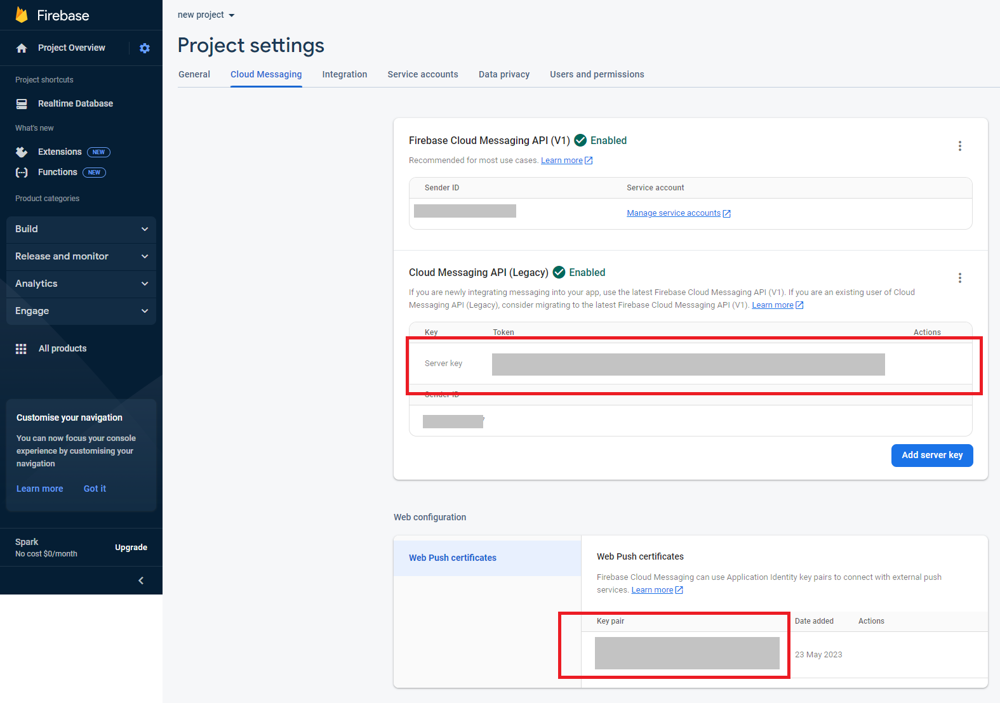 Firebase
Project Overview
Project shortcuts
Realtime Database
What's new
Extensions NEW
Functions NEW
Product categories
Build
Release and monitor
Analytics
Engage
All products
Customise your navigation
You can now focus your console
experience by customising your
navigation
Learn more Got it
Spark
No cost $0/month
Upgrade
new project
Project settings
General Cloud Messaging Integration Service accounts Data privacy Users and permissions
Firebase Cloud Messaging API (V1) Enabled
Recommended for most use cases. Learn more
Sender ID Service account
Manage service accounts
Cloud Messaging API (Legacy) Enabled
If you are newly integrating messaging into your app, use the latest Firebase Cloud Messaging API (V1). If you are an existing user of Cloud
Messaging API (Legacy), consider migrating to the latest Firebase Cloud Messaging API (V1). Learn more
Key Token Actions
Server key
Sender ID
Add server key
Web configuration
Web Push certificates
Web Push certificates
Firebase Cloud Messaging can use Application Identity key pairs to connect with external push
services. Learn more
Key pair Date added Actions
23 May 2023